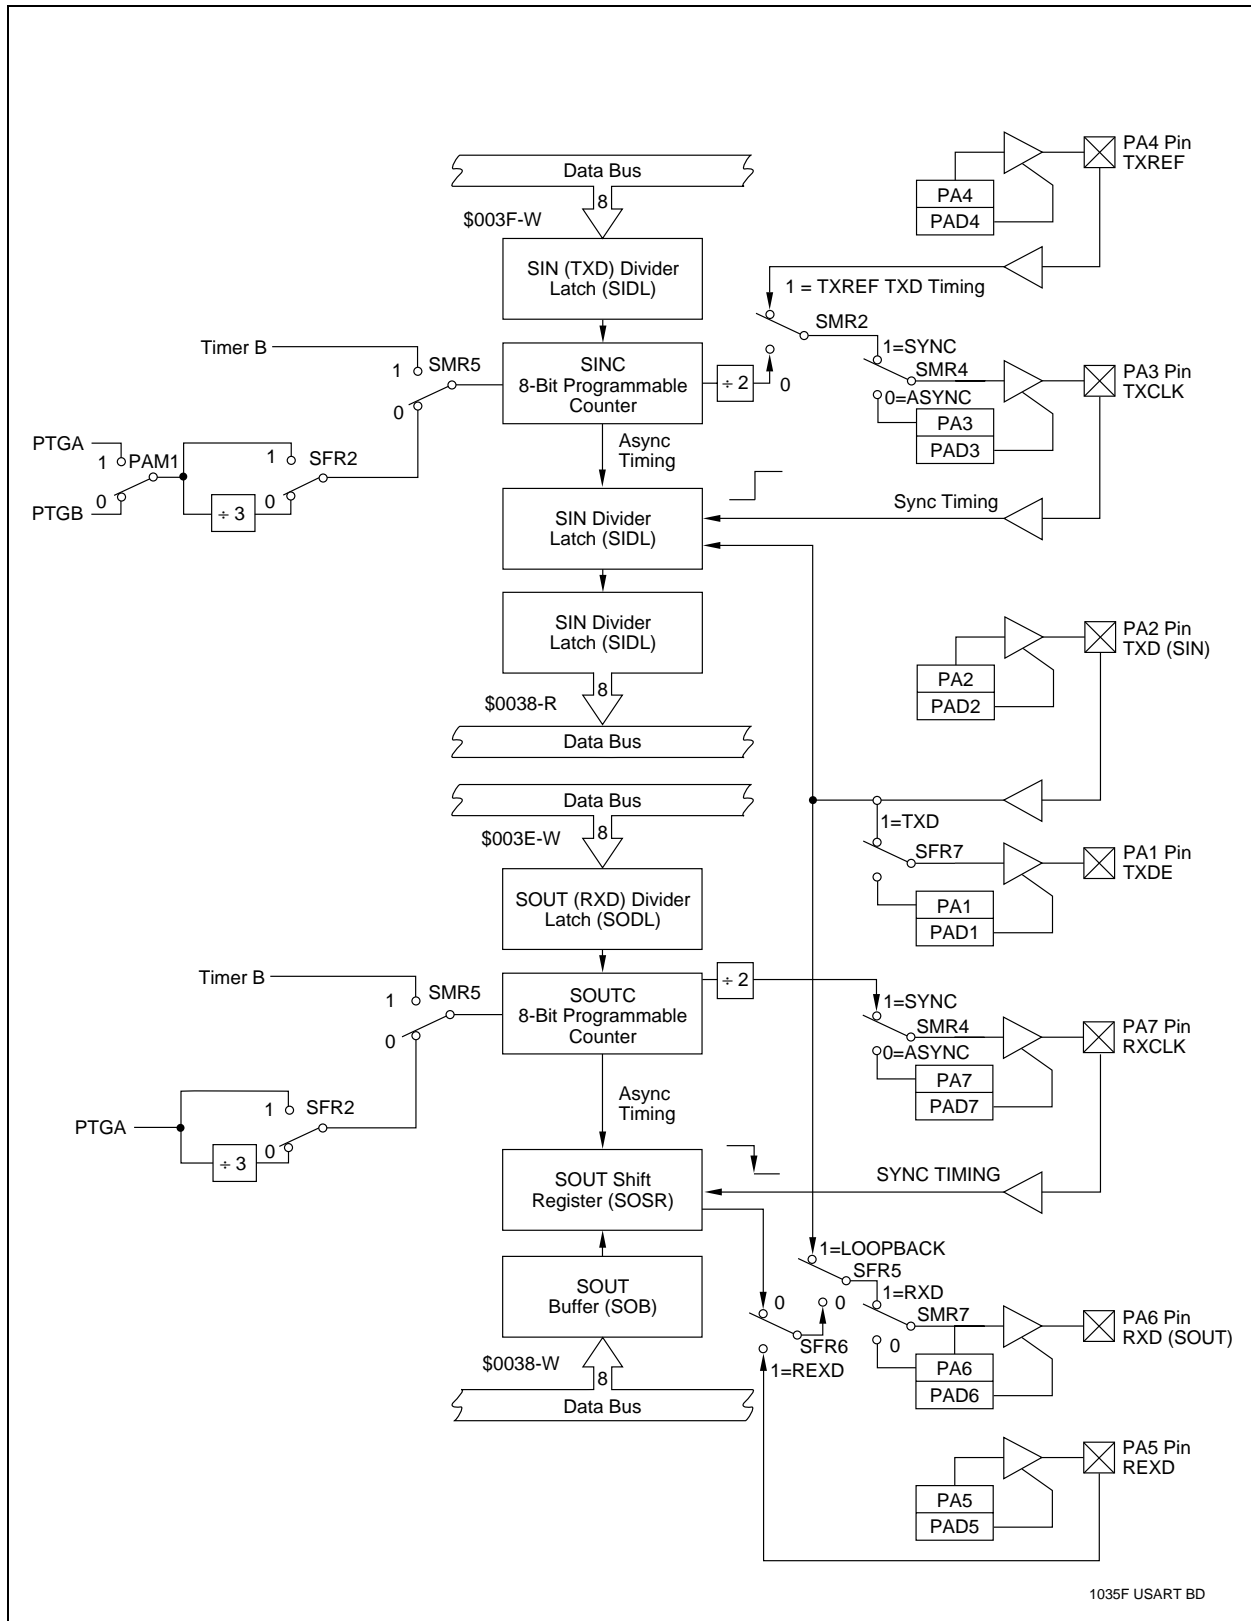 PA4 Pin
TXREF
PA4
PAD4
Data Bus
8
$003F-W
SIN (TXD) Divider
Latch (SIDL)
1 = TXREF TXD Timing
SMR2
0
Timer B
1
SMR5
0
SINC
8-Bit Programmable
Counter
÷ 2
1=SYNC
SMR4
0=ASYNC
PA3
PAD3
PA3 Pin
TXCLK
PTGA
1
PAM1
0
PTGB
1
SFR2
÷ 3
0
Async
Timing
Sync Timing
SIN Divider
Latch (SIDL)
SIN Divider
Latch (SIDL)
8
$0038-R
Data Bus
PA2 Pin
TXD (SIN)
PA2
PAD2
Data Bus
8
$003E-W
1=TXD
SFR7
PA1
PAD1
PA1 Pin
TXDE
SOUT (RXD) Divider
Latch (SODL)
Timer B
1
SMR5
0
SOUTC
8-Bit Programmable
Counter
÷ 2
1=SYNC
SMR4
0=ASYNC
PA7
PAD7
PA7 Pin
RXCLK
PTGA
1
SFR2
÷ 3
0
Async
Timing
SYNC TIMING
SOUT Shift
Register (SOSR)
SOUT
Buffer (SOB)
8
$0038-W
Data Bus
1=LOOPBACK
SFR5
0
0
SFR6
1=REXD
1=RXD
SMR7
0
PA6
PAD6
PA6 Pin
RXD (SOUT)
PA5 Pin
REXD
PA5
PAD5
1035F USART BD